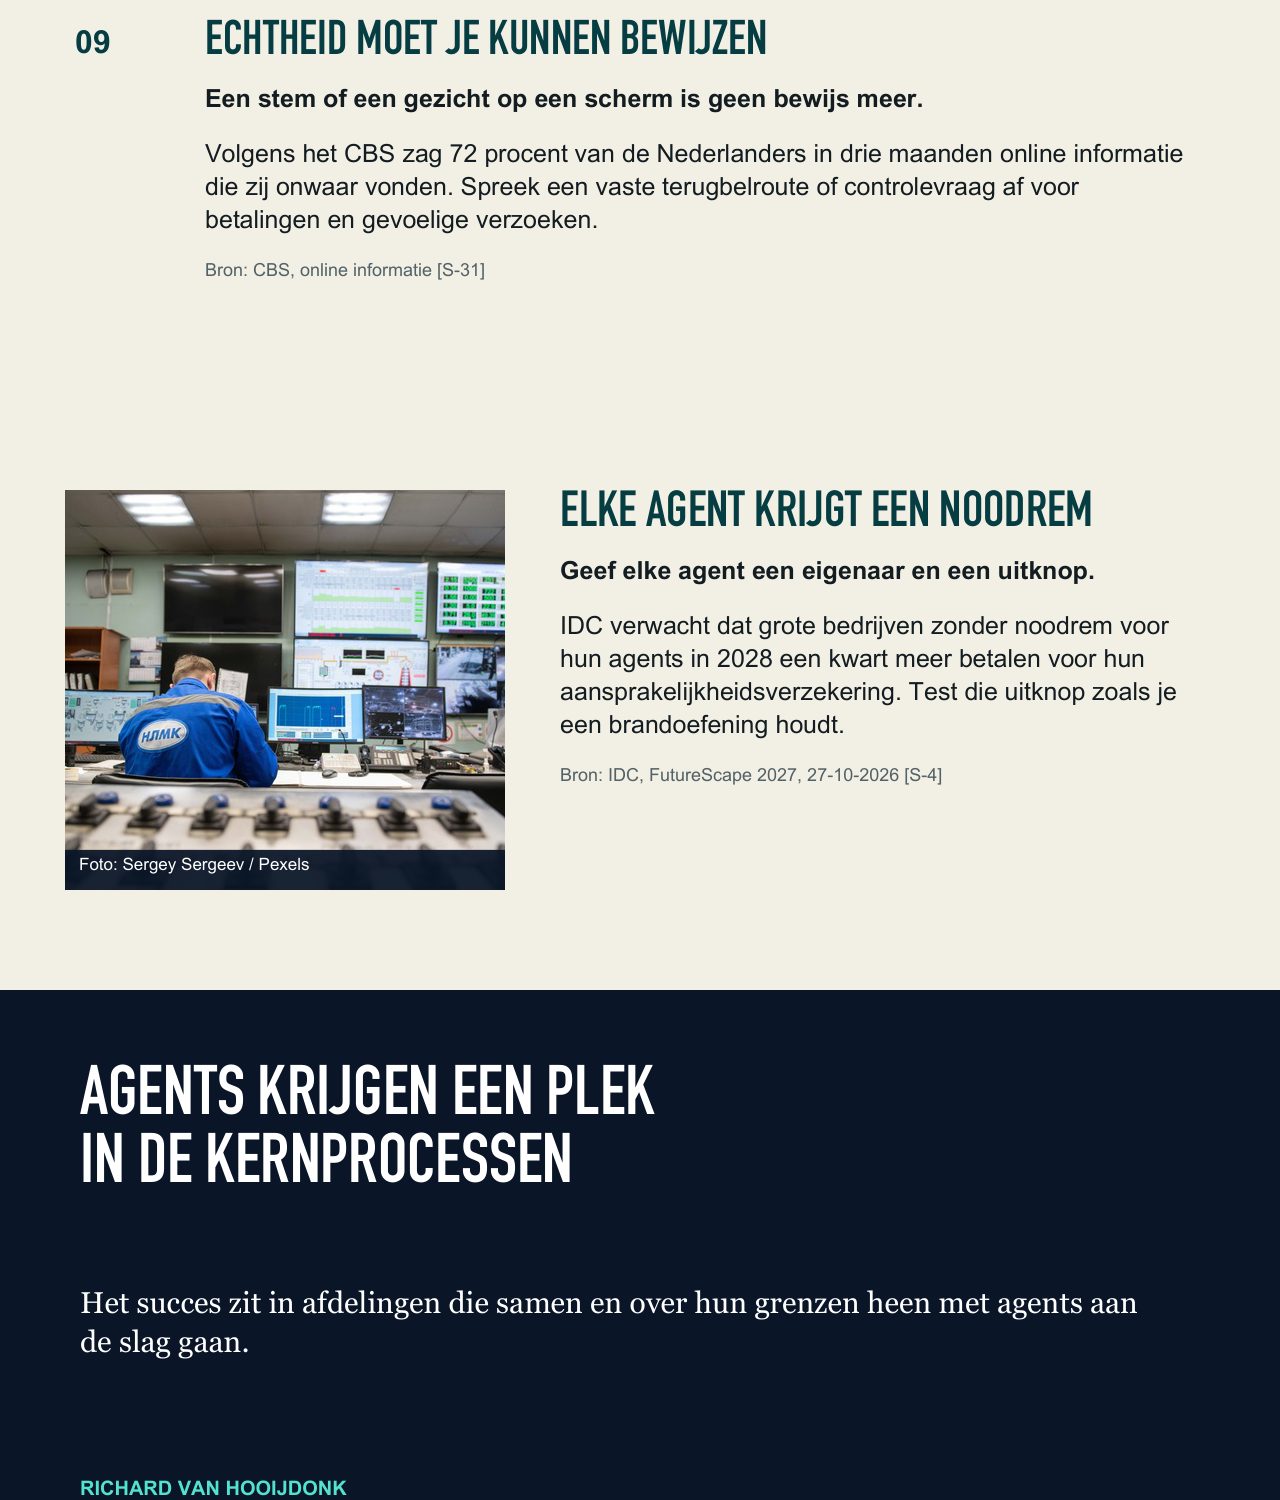 09
ECHTHEID MOET JE KUNNEN BEWIJZEN
Een stem of een gezicht op een scherm is geen bewijs meer.
Volgens het CBS zag 72 procent van de Nederlanders in drie maanden online informatie
die zij onwaar vonden. Spreek een vaste terugbelroute of controlevraag af voor
betalingen en gevoelige verzoeken.
Bron: CBS, online informatie [S-31]
НЛМК
Foto: Sergey Sergeev / Pexels
ELKE AGENT KRIJGT EEN NOODREM
Geef elke agent een eigenaar en een uitknop.
IDC verwacht dat grote bedrijven zonder noodrem voor
hun agents in 2028 een kwart meer betalen voor hun
aansprakelijkheidsverzekering. Test die uitknop zoals je
een brandoefening houdt.
Bron: IDC, FutureScape 2027, 27-10-2026 [S-4]
AGENTS KRIJGEN EEN PLEK
IN DE KERNPROCESSEN
Het succes zit in afdelingen die samen en over hun grenzen heen met agents aan
de slag gaan.
RICHARD VAN HOOIJDONK